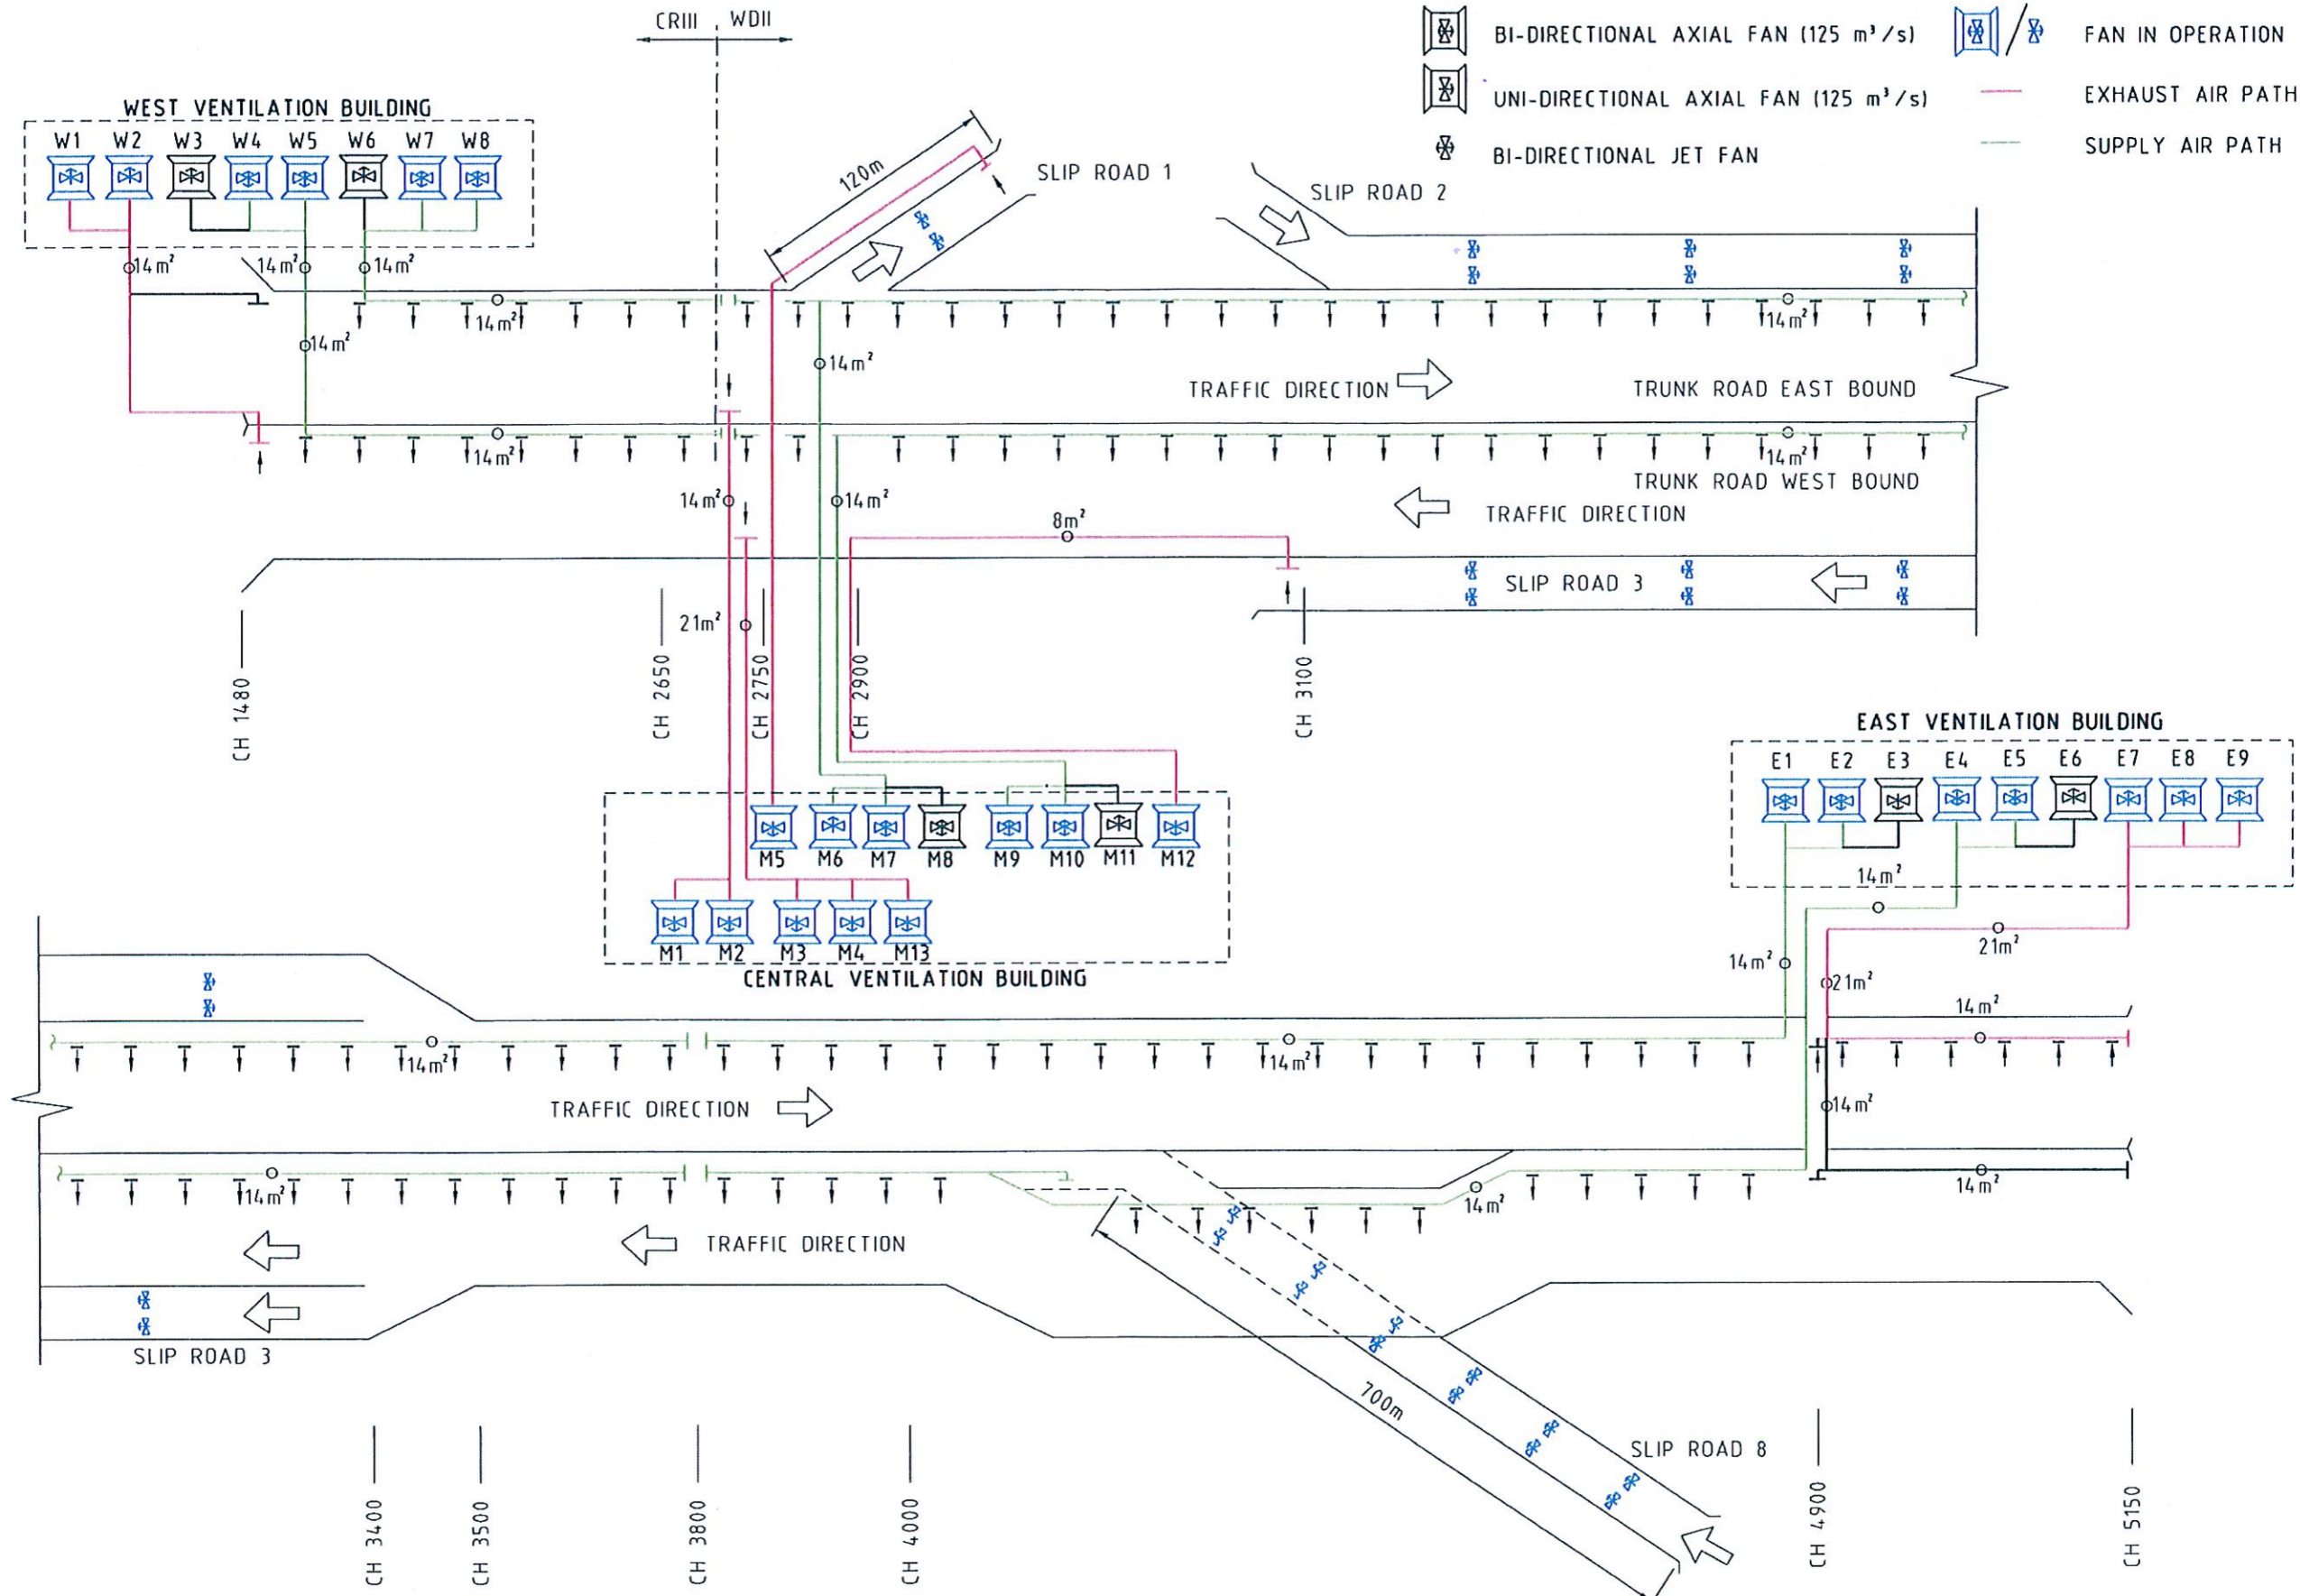 CRIII WDII
BI-DIRECTIONAL AXIAL FAN (125 m³/s)
FAN IN OPERATION
UNI-DIRECTIONAL AXIAL FAN (125 m³/s)
EXHAUST AIR PATH
BI-DIRECTIONAL JET FAN
SUPPLY AIR PATH
WEST VENTILATION BUILDING
W1 W2 W3 W4 W5 W6 W7 W8
120m
SLIP ROAD 1
SLIP ROAD 2
14m² 14m² 14m²
14m²
14m²
14m²
14m²
TRAFFIC DIRECTION
TRUNK ROAD EAST BOUND
14m²
14m²
TRUNK ROAD WEST BOUND
14m²
14m²
8m²
TRAFFIC DIRECTION
SLIP ROAD 3
21m²
CH 1480
CH 2650
CH 2750
CH 2900
CH 3100
EAST VENTILATION BUILDING
E1 E2 E3 E4 E5 E6 E7 E8 E9
M5 M6 M7 M8 M9 M10 M11 M12
M1 M2 M3 M4 M13
CENTRAL VENTILATION BUILDING
14m²
14m²
21m²
21m²
14m²
14m²
14m²
TRAFFIC DIRECTION
14m²
14m²
14m²
14m²
TRAFFIC DIRECTION
SLIP ROAD 3
700m
SLIP ROAD 8
CH 3400
CH 3500
CH 3800
CH 4000
CH 4900
CH 5150